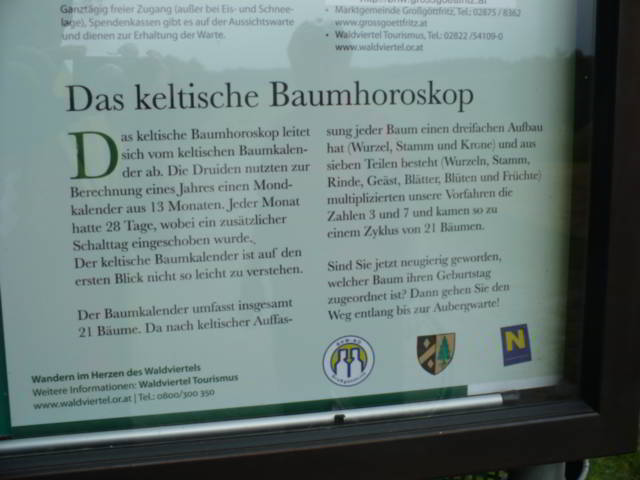 Ganztägig freier Zugang (außer bei Eis- und Schnee-
lage), Spendenkassen gibt es auf der Aussichtswarte
und dienen zur Erhaltung der Warte.
• Marktgemeinde Großgöttfritz, Tel.: 02875 / 8362
www.grossgoettfritz.at
• Waldviertel Tourismus, Tel.: 02822 /54109-0
www.waldviertel.or.at
Das keltische Baumhoroskop
Das keltische Baumhoroskop leitet
sich vom keltischen Baumkalen-
der ab. Die Druiden nutzten zur
Berechnung eines Jahres einen Mond-
kalender aus 13 Monaten. Jeder Monat
hatte 28 Tage, wobei ein zusätzlicher
Schalttag eingeschoben wurde.
Der keltische Baumkalender ist auf den
ersten Blick nicht so leicht zu verstehen.
Der Baumkalender umfasst insgesamt
21 Bäume. Da nach keltischer Auffas-
sung jeder Baum einen dreifachen Aufbau
hat (Wurzel, Stamm und Krone) und aus
sieben Teilen besteht (Wurzeln, Stamm,
Rinde, Geäst, Blätter, Blüten und Früchte)
multiplizierten unsere Vorfahren die
Zahlen 3 und 7 und kamen so zu
einem Zyklus von 21 Bäumen.
Sind Sie jetzt neugierig geworden,
welcher Baum ihren Geburtstag
zugeordnet ist? Dann gehen Sie den
Weg entlang bis zur Aubergwarte!
Wandern im Herzen des Waldviertels
Weitere Informationen: Waldviertel Tourismus
www.waldviertel.or.at | Tel.: 0800/300 350
N